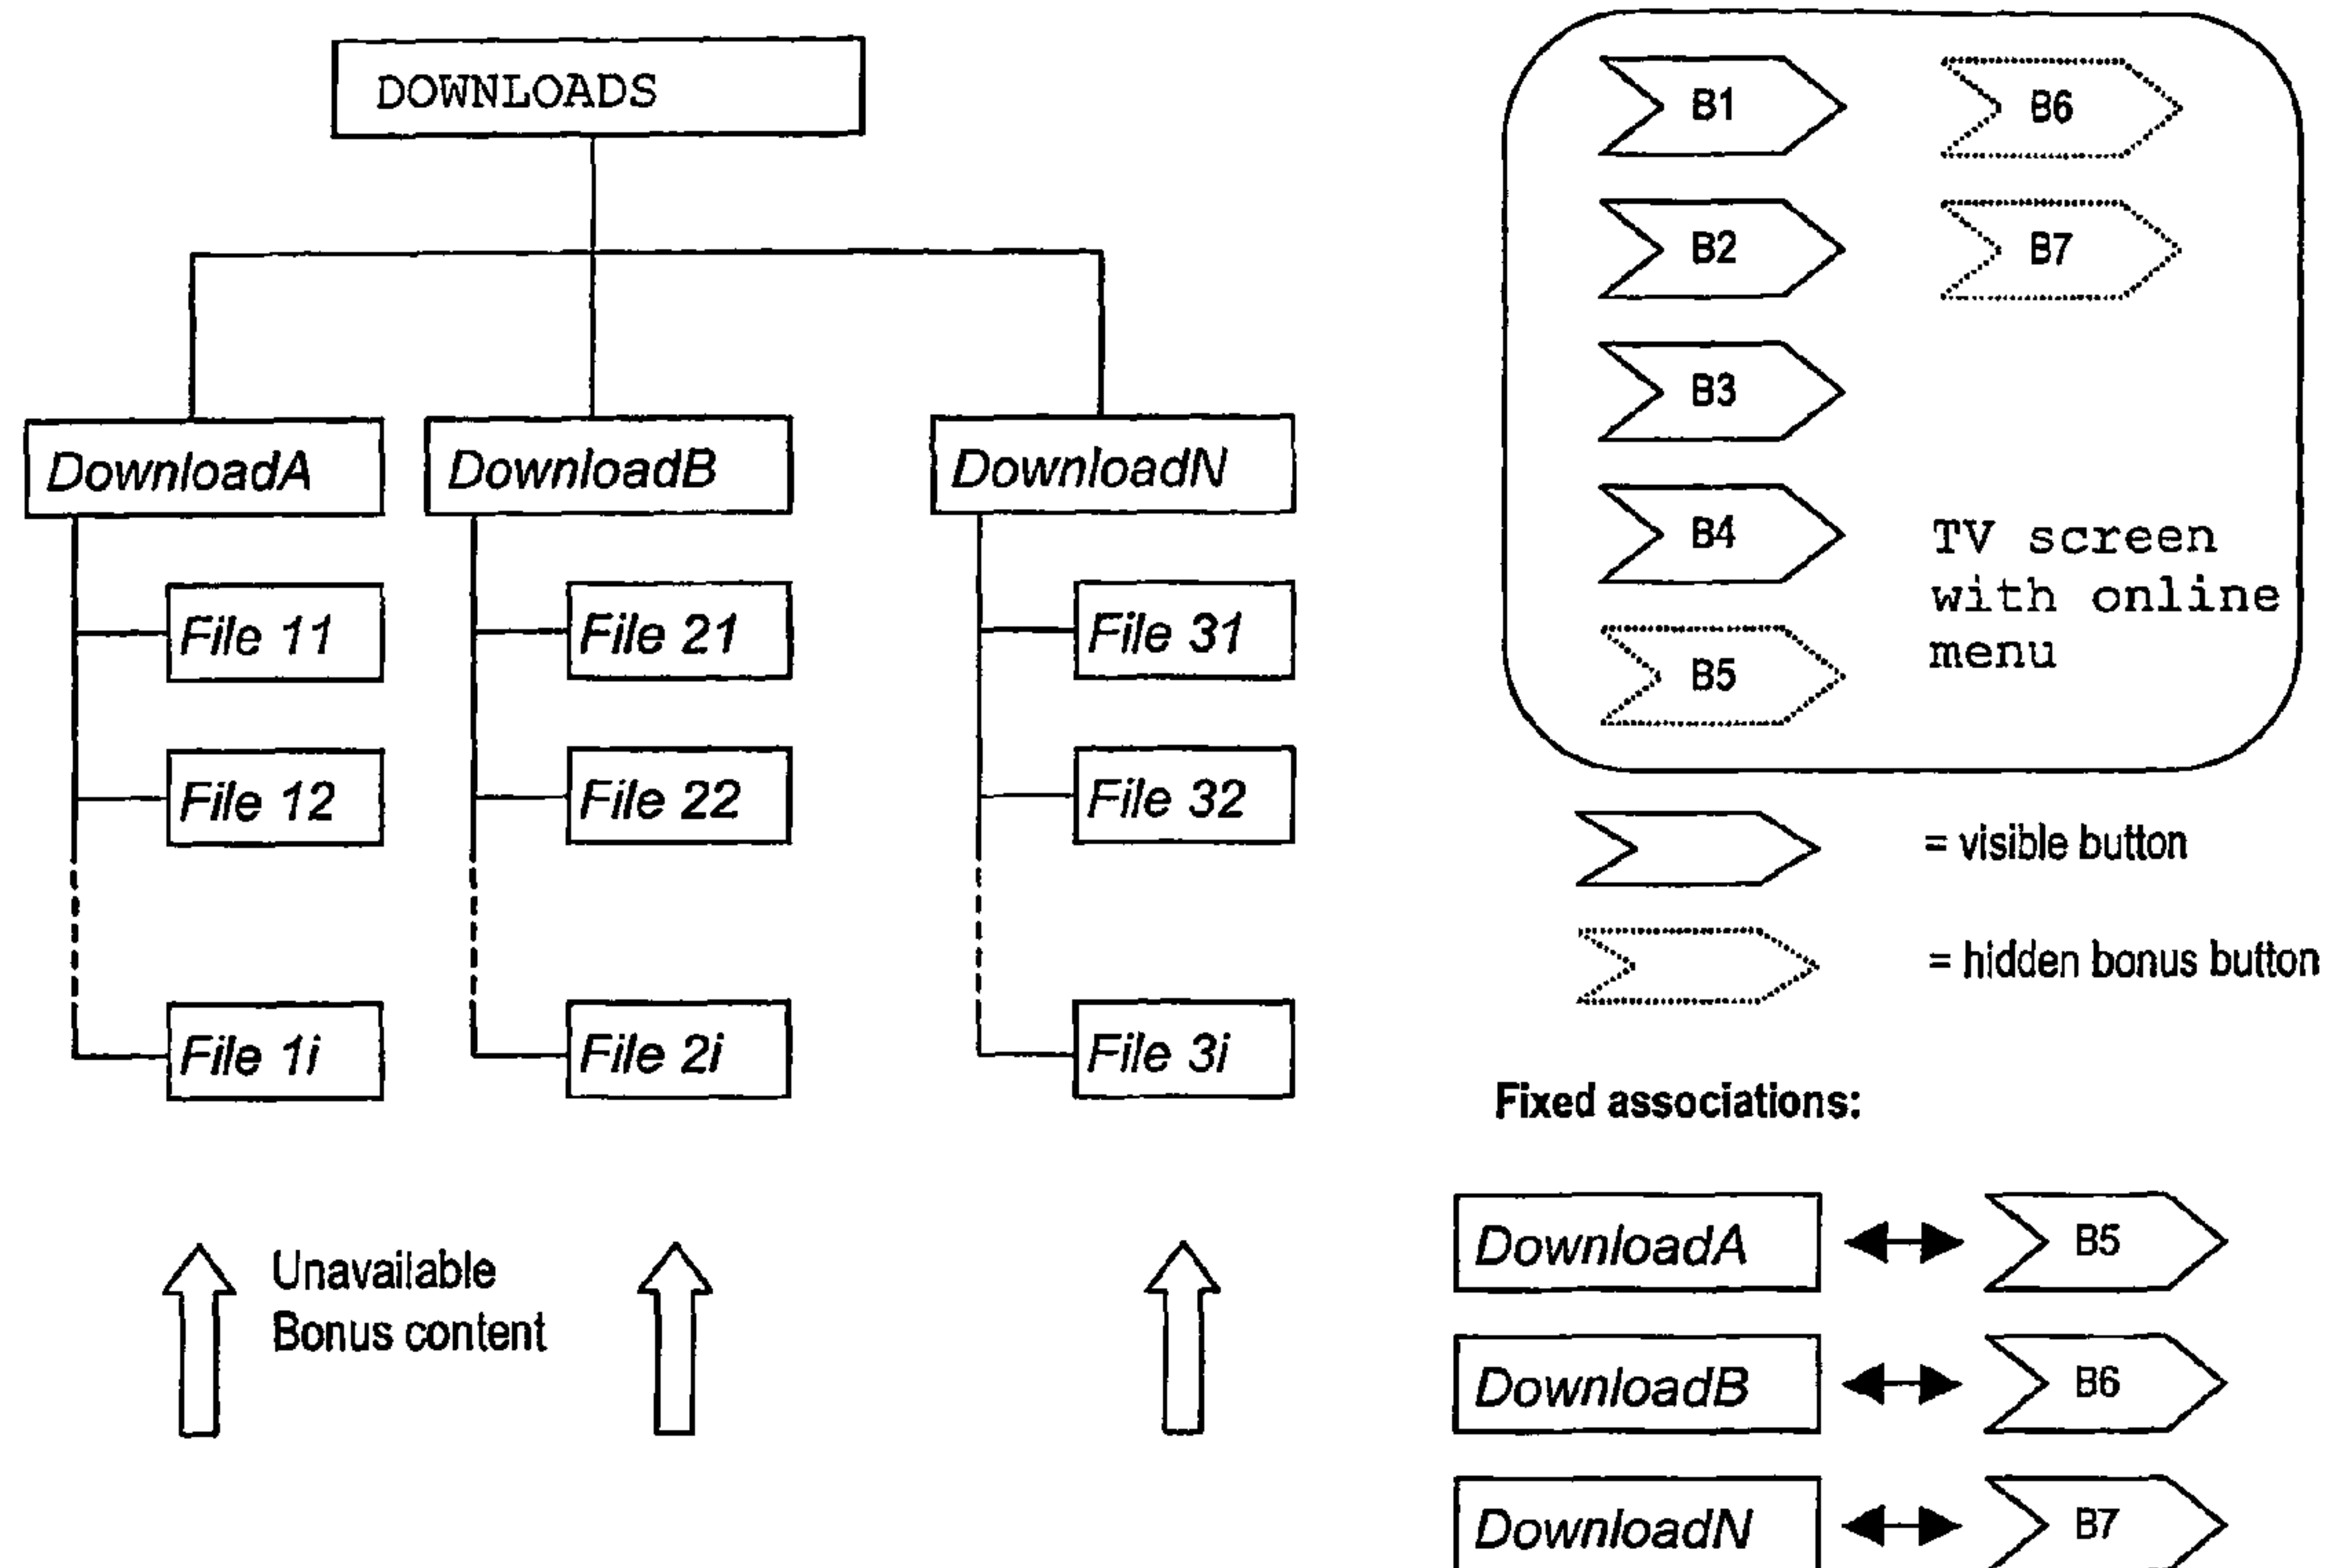 DOWNLOADS
DownloadA
DownloadB
DownloadN
File 11
File 21
File 31
File 12
File 22
File 32
File 1i
File 2i
File 3i
Unavailable
Bonus content
B1
B6
B2
B7
B3
B4
B5
TV screen
with online
menu
= visible button
= hidden bonus button
Fixed associations:
DownloadA
B5
DownloadB
B6
DownloadN
B7